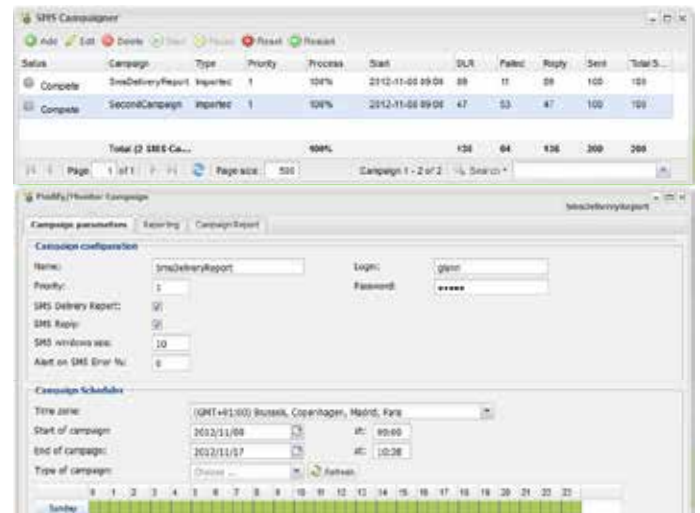 SMS Campaigner
Add Edit Delete Start Pause Reset Restart
Status Campaign Type Priority Process Start DLR Failed Reply Sent Total S...
Compete SmsDeliveryReport Imported 1 100% 2012-11-08 09:00 89 11 89 100 100
Compete SecondCampaign Imported 1 100% 2012-11-08 09:00 47 53 47 100 100
Total (2 SMS Ca... 100% 136 64 136 200 200
Page 1 of 1 Page size: 500 Campaign 1 - 2 of 2 Search
Modify/Monitor Campaign
SmsDeliveryReport
Campaign parameters Reporting Campaign Report
Campaign configuration
Name: SmsDeliveryReport Login: glenn
Priority: 1 Password:
SMS Delivery Report:
SMS Reply:
SMS windows size: 10
Alert on SMS Error %:
Campaign Scheduler
Time zone: (GMT+01:00) Brussels, Copenhagen, Madrid, Paris
Start of campaign: 2012/11/08 at: 00:00
End of campaign: 2012/11/17 at: 10:38
Type of campaign: Choose ... Refresh
0 1 2 3 4 5 6 7 8 9 10 11 12 13 14 15 16 17 18 19 20 21 22 23
Sunday